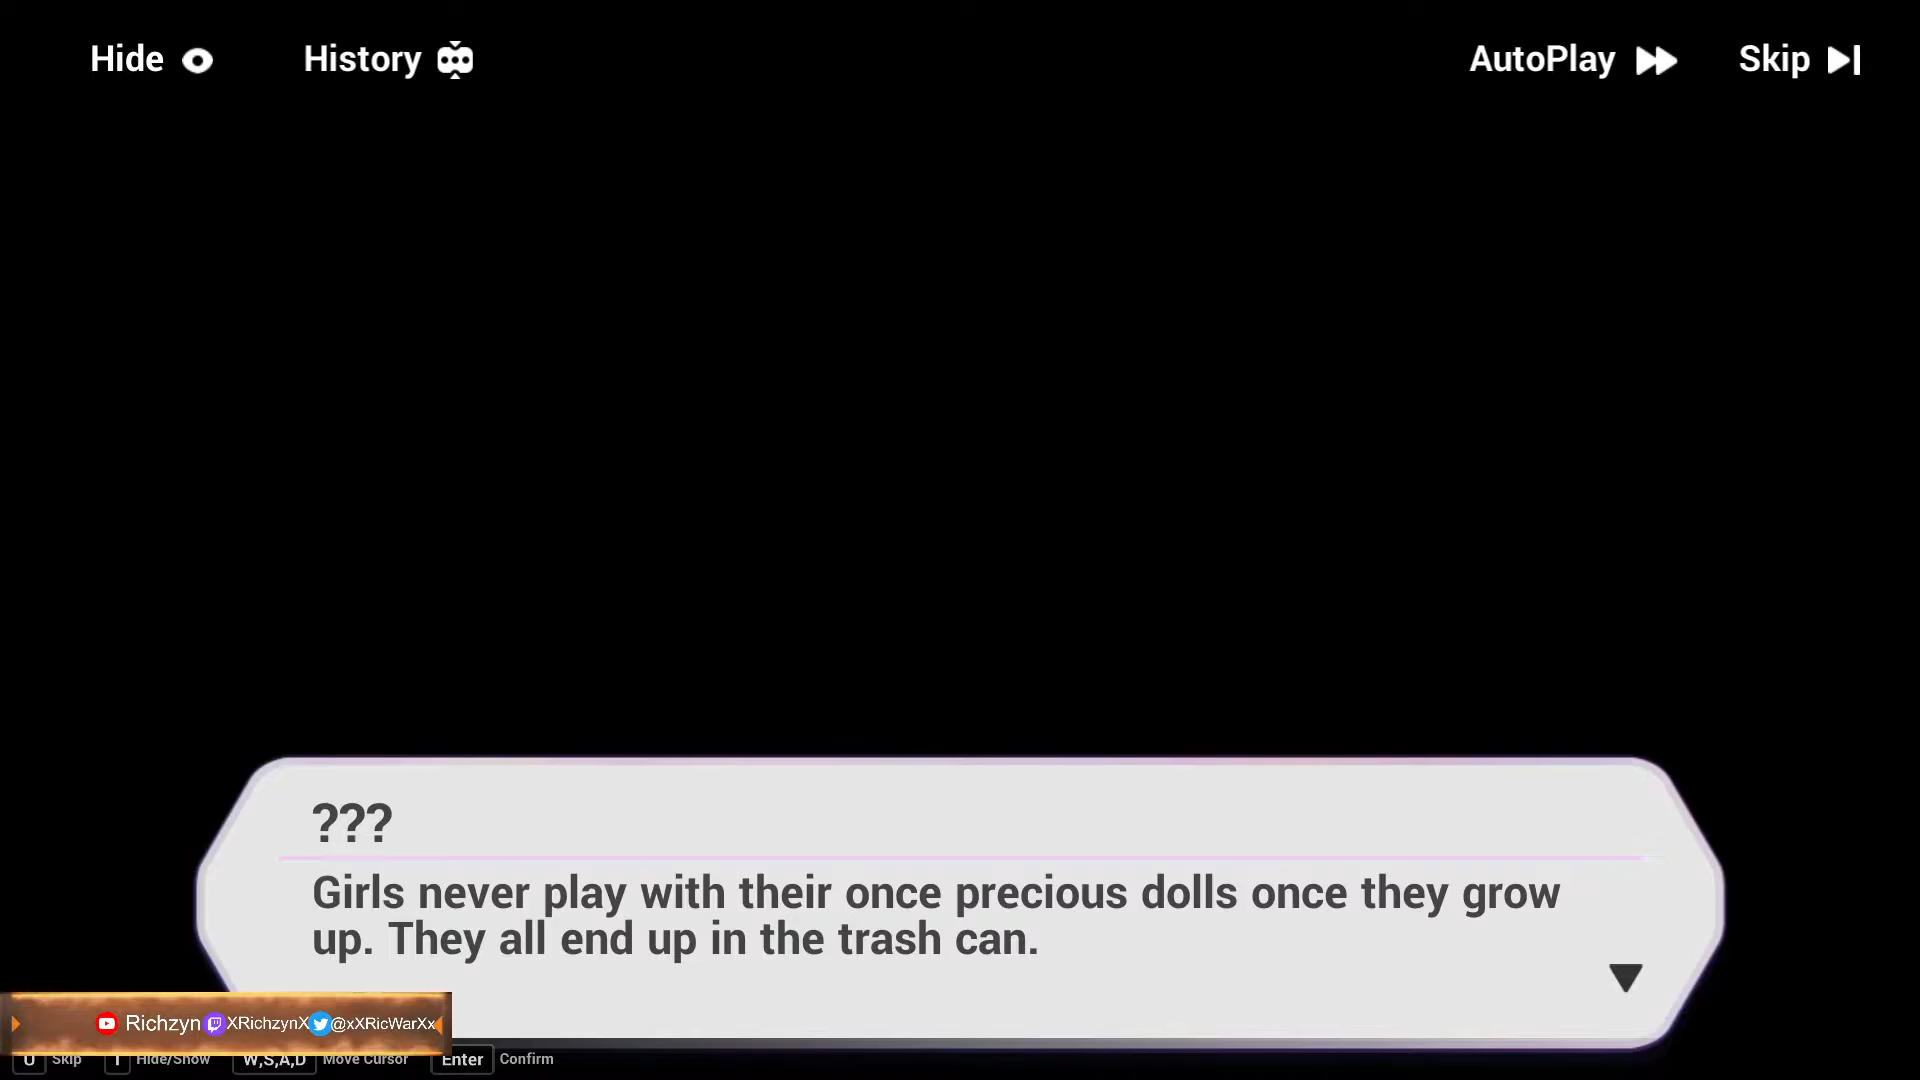 Hide
History
AutoPlay
Skip
???
Girls never play with their once precious dolls once they grow
up. They all end up in the trash can.
Richzyn XRichzynX @xXRicWarXx
U Skip I Hide/Show W,S,A,D Move Cursor Enter Confirm